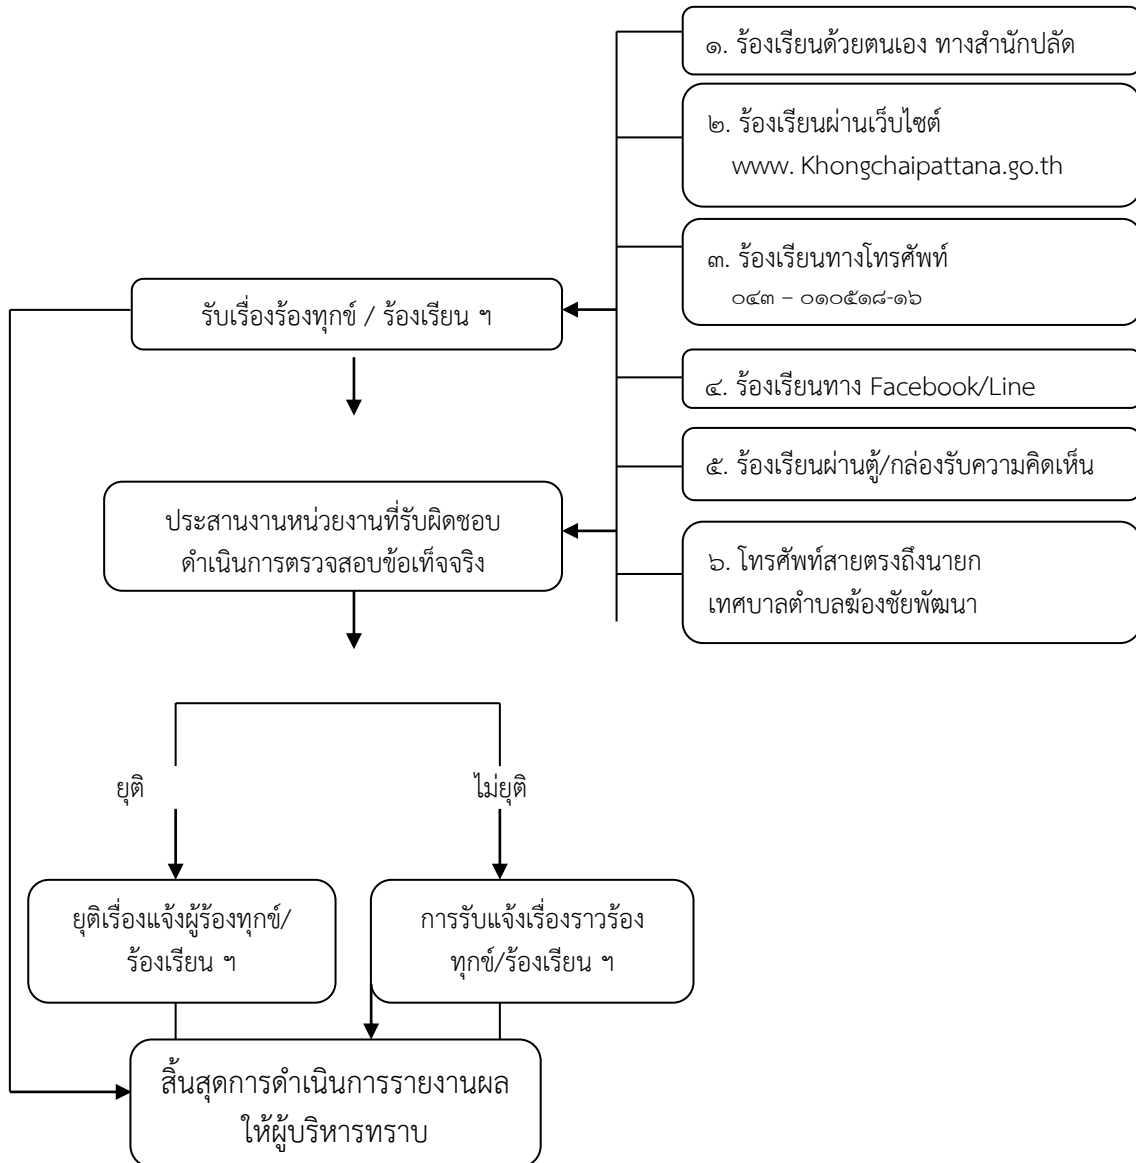 ๑. ร้องเรียนด้วยตนเอง ทางสำนักปลัด
๒. ร้องเรียนผ่านเว็บไซต์
www. Khongchaipattana.go.th
๓. ร้องเรียนทางโทรศัพท์
๐๔๓ – ๐๑๐๕๑๘-๑๖
๔. ร้องเรียนทาง Facebook/Line
๕. ร้องเรียนผ่านตู้/กล่องรับความคิดเห็น
๖. โทรศัพท์สายตรงถึงนายก
เทศบาลตำบลฆ้องชัยพัฒนา
รับเรื่องร้องทุกข์ / ร้องเรียน ฯ
ประสานงานหน่วยงานที่รับผิดชอบ
ดำเนินการตรวจสอบข้อเท็จจริง
ยุติ
ไม่ยุติ
ยุติเรื่องแจ้งผู้ร้องทุกข์/
ร้องเรียน ฯ
การรับแจ้งเรื่องราวร้อง
ทุกข์/ร้องเรียน ฯ
สิ้นสุดการดำเนินการรายงานผล
ให้ผู้บริหารทราบ